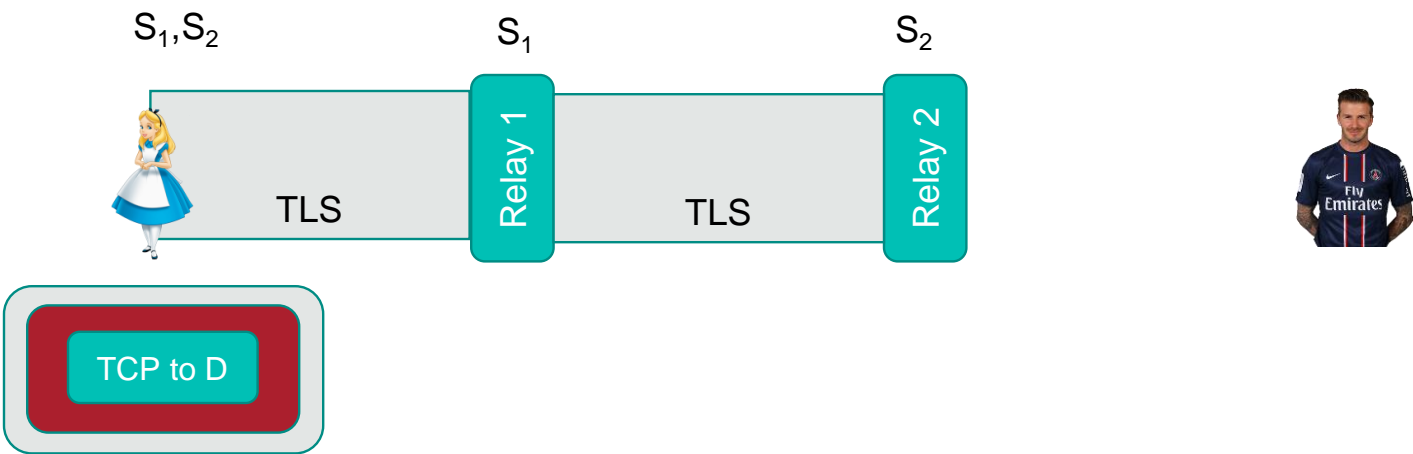 S₁,S₂
S₁
S₂
Relay 1
Relay 2
TLS
TLS
Fly
Emirates
TCP to D